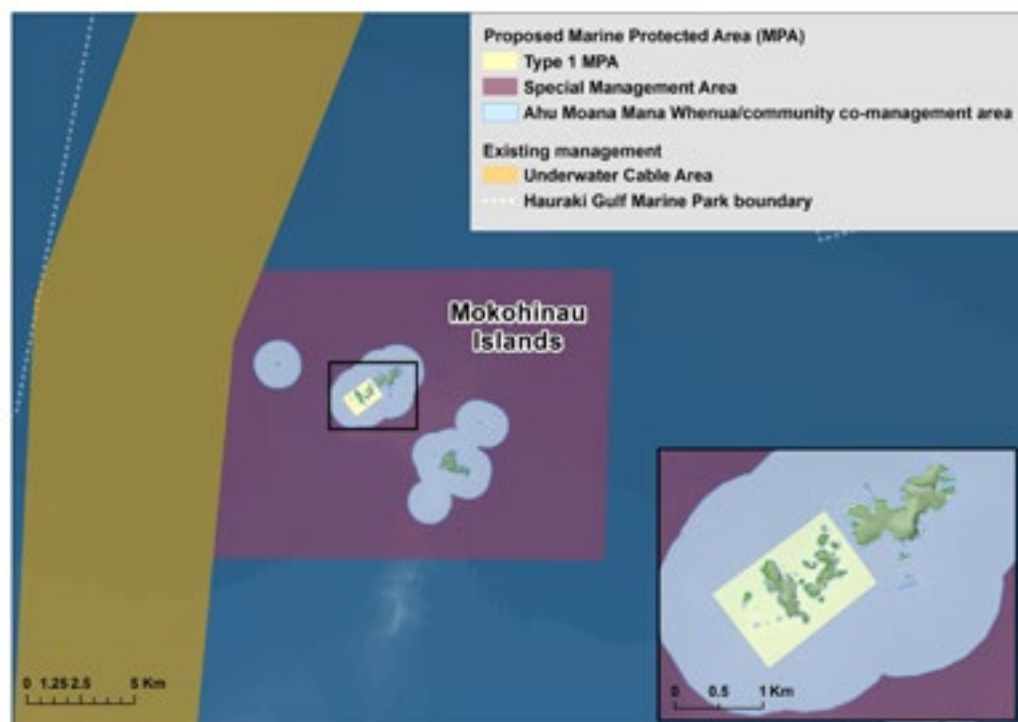 Proposed Marine Protected Area (MPA)
Type 1 MPA
Special Management Area
Ahu Moana Mana Whenua/community co-management area
Existing management
Underwater Cable Area
Hauraki Gulf Marine Park boundary
Mokohinau
Islands
0 1.25 2.5 5 Km
0 0.5 1 Km